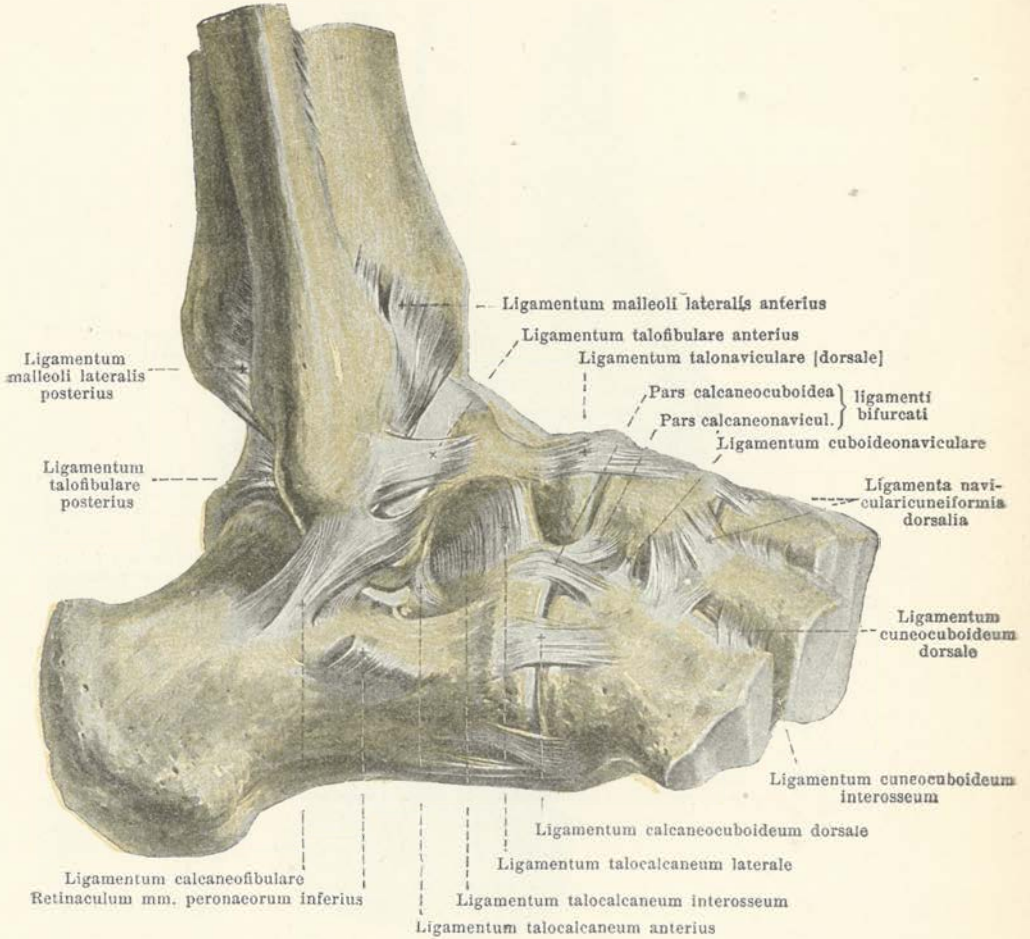 Ligamentum malleoli lateralis anterius
Ligamentum talofibulare anterius
Ligamentum talonaviculare [dorsale]
Pars calcaneocuboidea
Pars calcaneonavicul.
ligamenti
bifurcati
Ligamentum cuboideonaviculare
Ligamentum
malleoli lateralis
posterius
Ligamentum
talofibulare
posterius
Ligamenta navi-
cularicuneiformia
dorsalia
Ligamentum
cuneocuboideum
dorsale
Ligamentum cuneocuboideum
interosseum
Ligamentum calcaneocuboideum dorsale
Ligamentum talocalcaneum laterale
Ligamentum calcaneofibulare
Retinaculum mm. peronaeorum inferius
Ligamentum talocalcaneum interosseum
Ligamentum talocalcaneum anterius